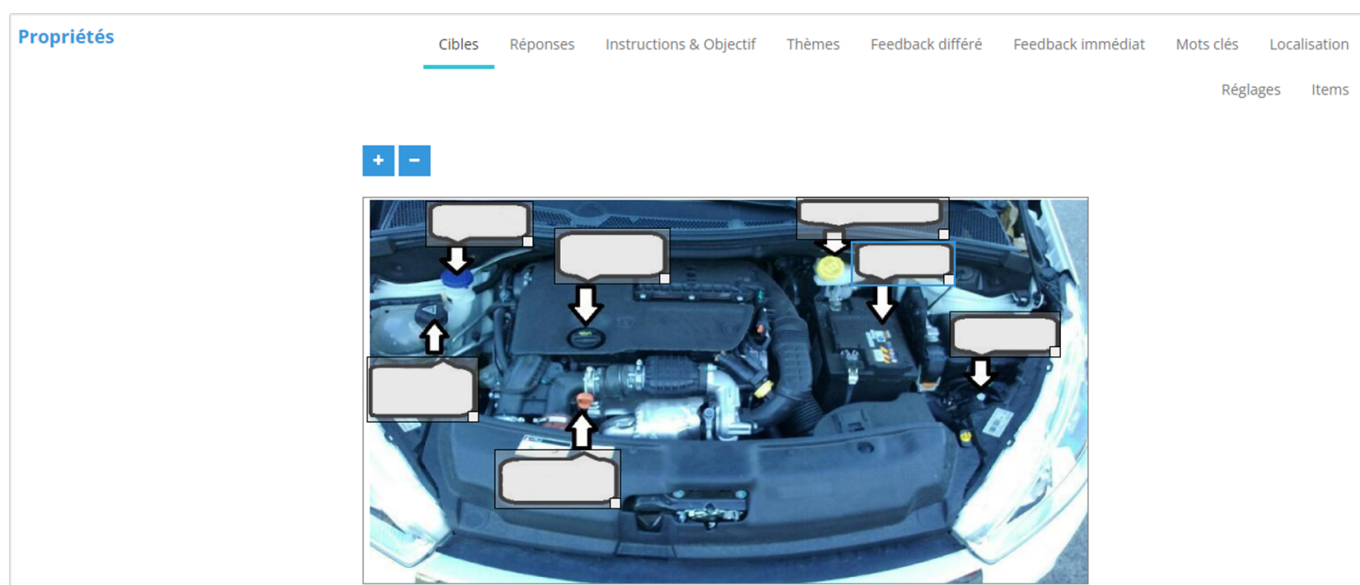 Propriétés
Cibles Réponses Instructions & Objectif Thèmes Feedback différé Feedback immédiat Mots clés Localisation
Réglages Items
+ −